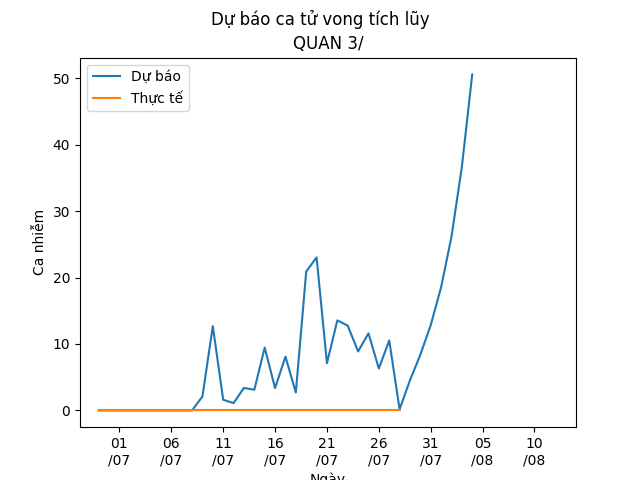 Dự báo ca tử vong tích lũy
QUAN 3/
Dự báo
Thực tế
Ca nhiễm
50
40
30
20
10
0
01 06 11 16 21 26 31 05 10
/07 /07 /07 /07 /07 /07 /07 /08 /08
Ngày